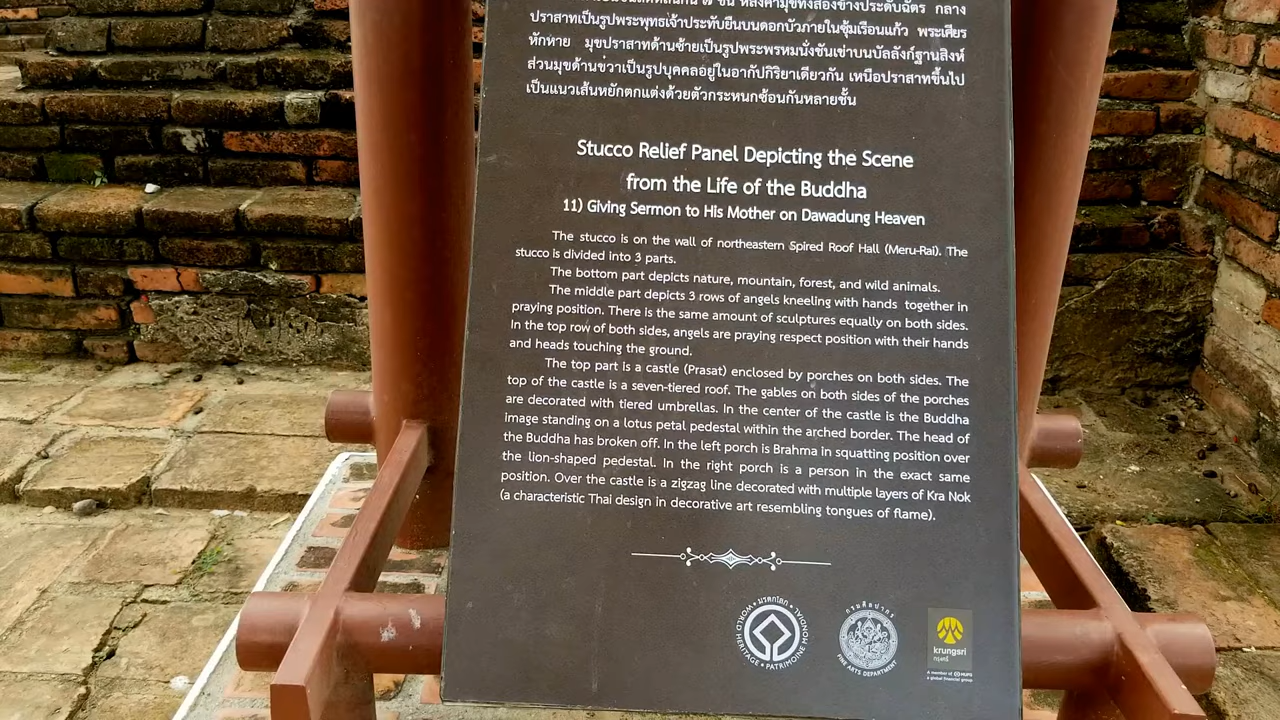 ปราสาทเป็นรูปพระพุทธเจ้าประทับยืนบนดอกบัวภายในซุ้มเรือนแก้ว พระเศียร
หักหาย มุขปราสาทด้านซ้ายเป็นรูปพระพรหมนั่งชันเข่าบนบัลลังก์ฐานสิงห์
ส่วนมุขด้านขวาเป็นรูปบุคคลอยู่ในอากัปกิริยาเดียวกัน เหนือปราสาทขึ้นไป
เป็นแนวเส้นหยักตกแต่งด้วยตัวกระหนกซ้อนกันหลายชั้น
Stucco Relief Panel Depicting the Scene
from the Life of the Buddha
11) Giving Sermon to His Mother on Dawadung Heaven
The stucco is on the wall of northeastern Spired Roof Hall (Meru-Rai). The
stucco is divided into 3 parts.
The bottom part depicts nature, mountain, forest, and wild animals.
The middle part depicts 3 rows of angels kneeling with hands together in
praying position. There is the same amount of sculptures equally on both sides.
In the top row of both sides, angels are praying respect position with their hands
and heads touching the ground.
The top part is a castle (Prasat) enclosed by porches on both sides. The
top of the castle is a seven-tiered roof. The gables on both sides of the porches
are decorated with tiered umbrellas. In the center of the castle is the Buddha
image standing on a lotus petal pedestal within the arched border. The head of
the Buddha has broken off. In the left porch is Brahma in squatting position over
the lion-shaped pedestal. In the right porch is a person in the exact same
position. Over the castle is a zigzag line decorated with multiple layers of Kra Nok
(a characteristic Thai design in decorative art resembling tongues of flame).
มรดกโลก
WORLD HERITAGE • PATRIMOINE MONDIAL
กรมศิลปากร
FINE ARTS DEPARTMENT
krungsri
กรุงศรี
A member of MUFG
a global financial group